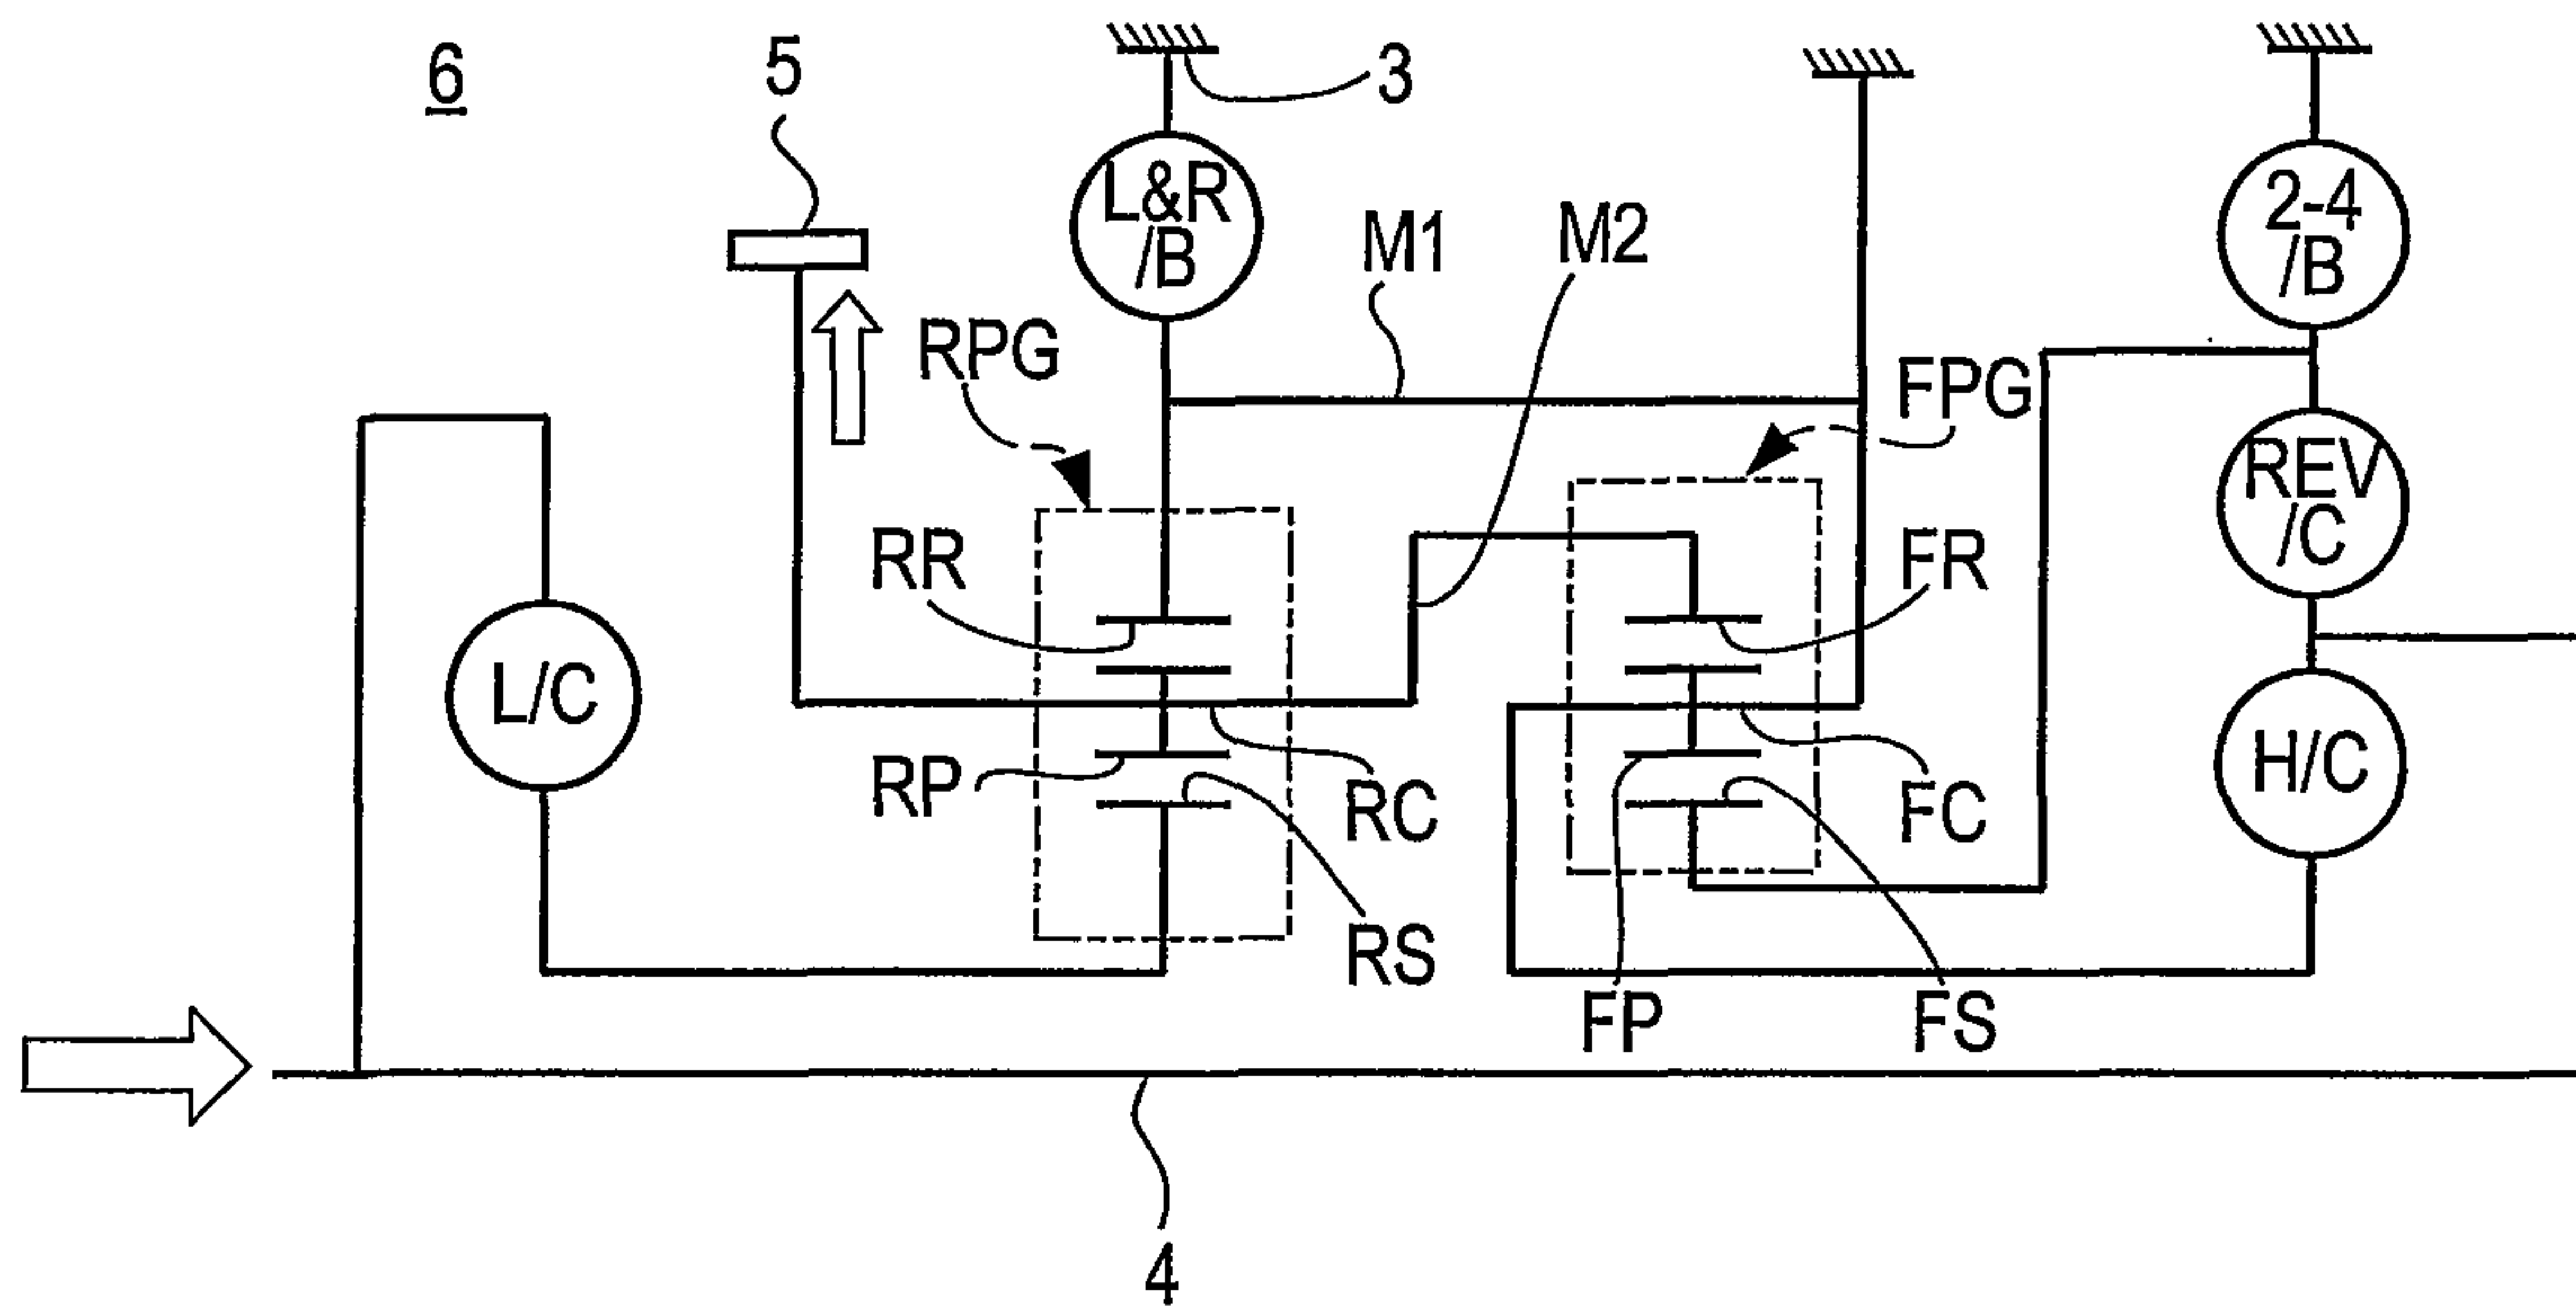 6
5
3
L&R
/B
M1
M2
2-4
/B
RPG
FPG
REV
/C
RR
FR
L/C
H/C
RP
RC
FC
RS
FP
FS
4